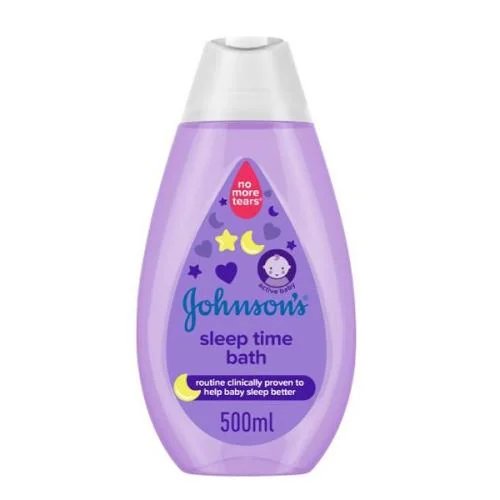 no
more
tears®
active baby
Johnson's
sleep time
bath
routine clinically proven to
help baby sleep better
500ml